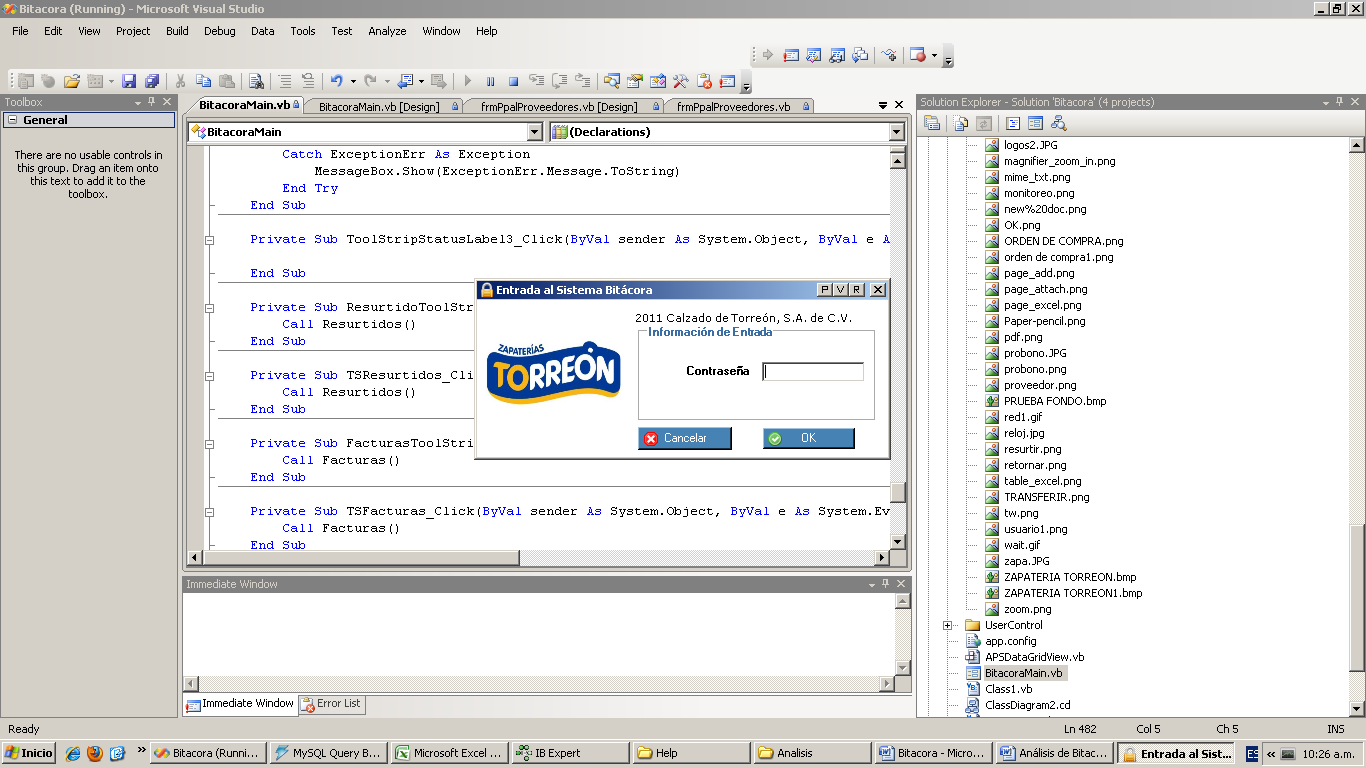 Bitacora (Running) - Microsoft Visual Studio
File Edit View Project Build Debug Data Tools Test Analyze Window Help
Toolbox
General
There are no usable controls in
this group. Drag an item onto
this text to add it to the
toolbox.
BitacoraMain.vb BitacoraMain.vb [Design] frmPpalProveedores.vb [Design] frmPpalProveedores.vb
BitacoraMain (Declarations)
Catch ExceptionErr As Exception
MessageBox.Show(ExceptionErr.Message.ToString)
End Try
End Sub
Private Sub ToolStripStatusLabel3_Click(ByVal sender As System.Object, ByVal e A
End Sub
Private Sub ResurtidoToolStr
Call Resurtidos()
End Sub
Private Sub TSResurtidos_Cli
Call Resurtidos()
End Sub
Private Sub FacturasToolStri
Call Facturas()
End Sub
Private Sub TSFacturas_Click(ByVal sender As System.Object, ByVal e As System.Ev
Call Facturas()
End Sub
Entrada al Sistema Bitácora P V R
2011 Calzado de Torreón, S.A. de C.V.
Información de Entrada
ZAPATERÍAS
TORREÓN
Contraseña
Cancelar OK
Immediate Window
Immediate Window Error List
Solution Explorer - Solution 'Bitacora' (4 projects)
logos2.JPG
magnifier_zoom_in.png
mime_txt.png
monitoreo.png
new%20doc.png
OK.png
ORDEN DE COMPRA.png
orden de compra1.png
page_add.png
page_attach.png
page_excel.png
Paper-pencil.png
pdf.png
probono.JPG
probono.png
proveedor.png
PRUEBA FONDO.bmp
red1.gif
reloj.jpg
resurtir.png
retornar.png
table_excel.png
TRANSFERIR.png
tw.png
usuario1.png
wait.gif
zapa.JPG
ZAPATERIA TORREON.bmp
ZAPATERIA TORREON1.bmp
zoom.png
UserControl
app.config
APSDataGridView.vb
BitacoraMain.vb
Class1.vb
ClassDiagram2.cd
Ready Ln 482 Col 5 Ch 5 INS
Inicio » Bitacora (Runni... MySQL Query B... Microsoft Excel ... IB Expert Help Analisis Bitacora - Micro... Análisis de Bitac... Entrada al Sist... ES « 10:26 a.m.